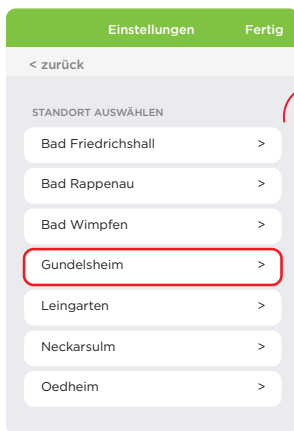 Einstellungen Fertig
< zurück
STANDORT AUSWÄHLEN
Bad Friedrichshall >
Bad Rappenau >
Bad Wimpfen >
Gundelsheim >
Leingarten >
Neckarsulm >
Oedheim >